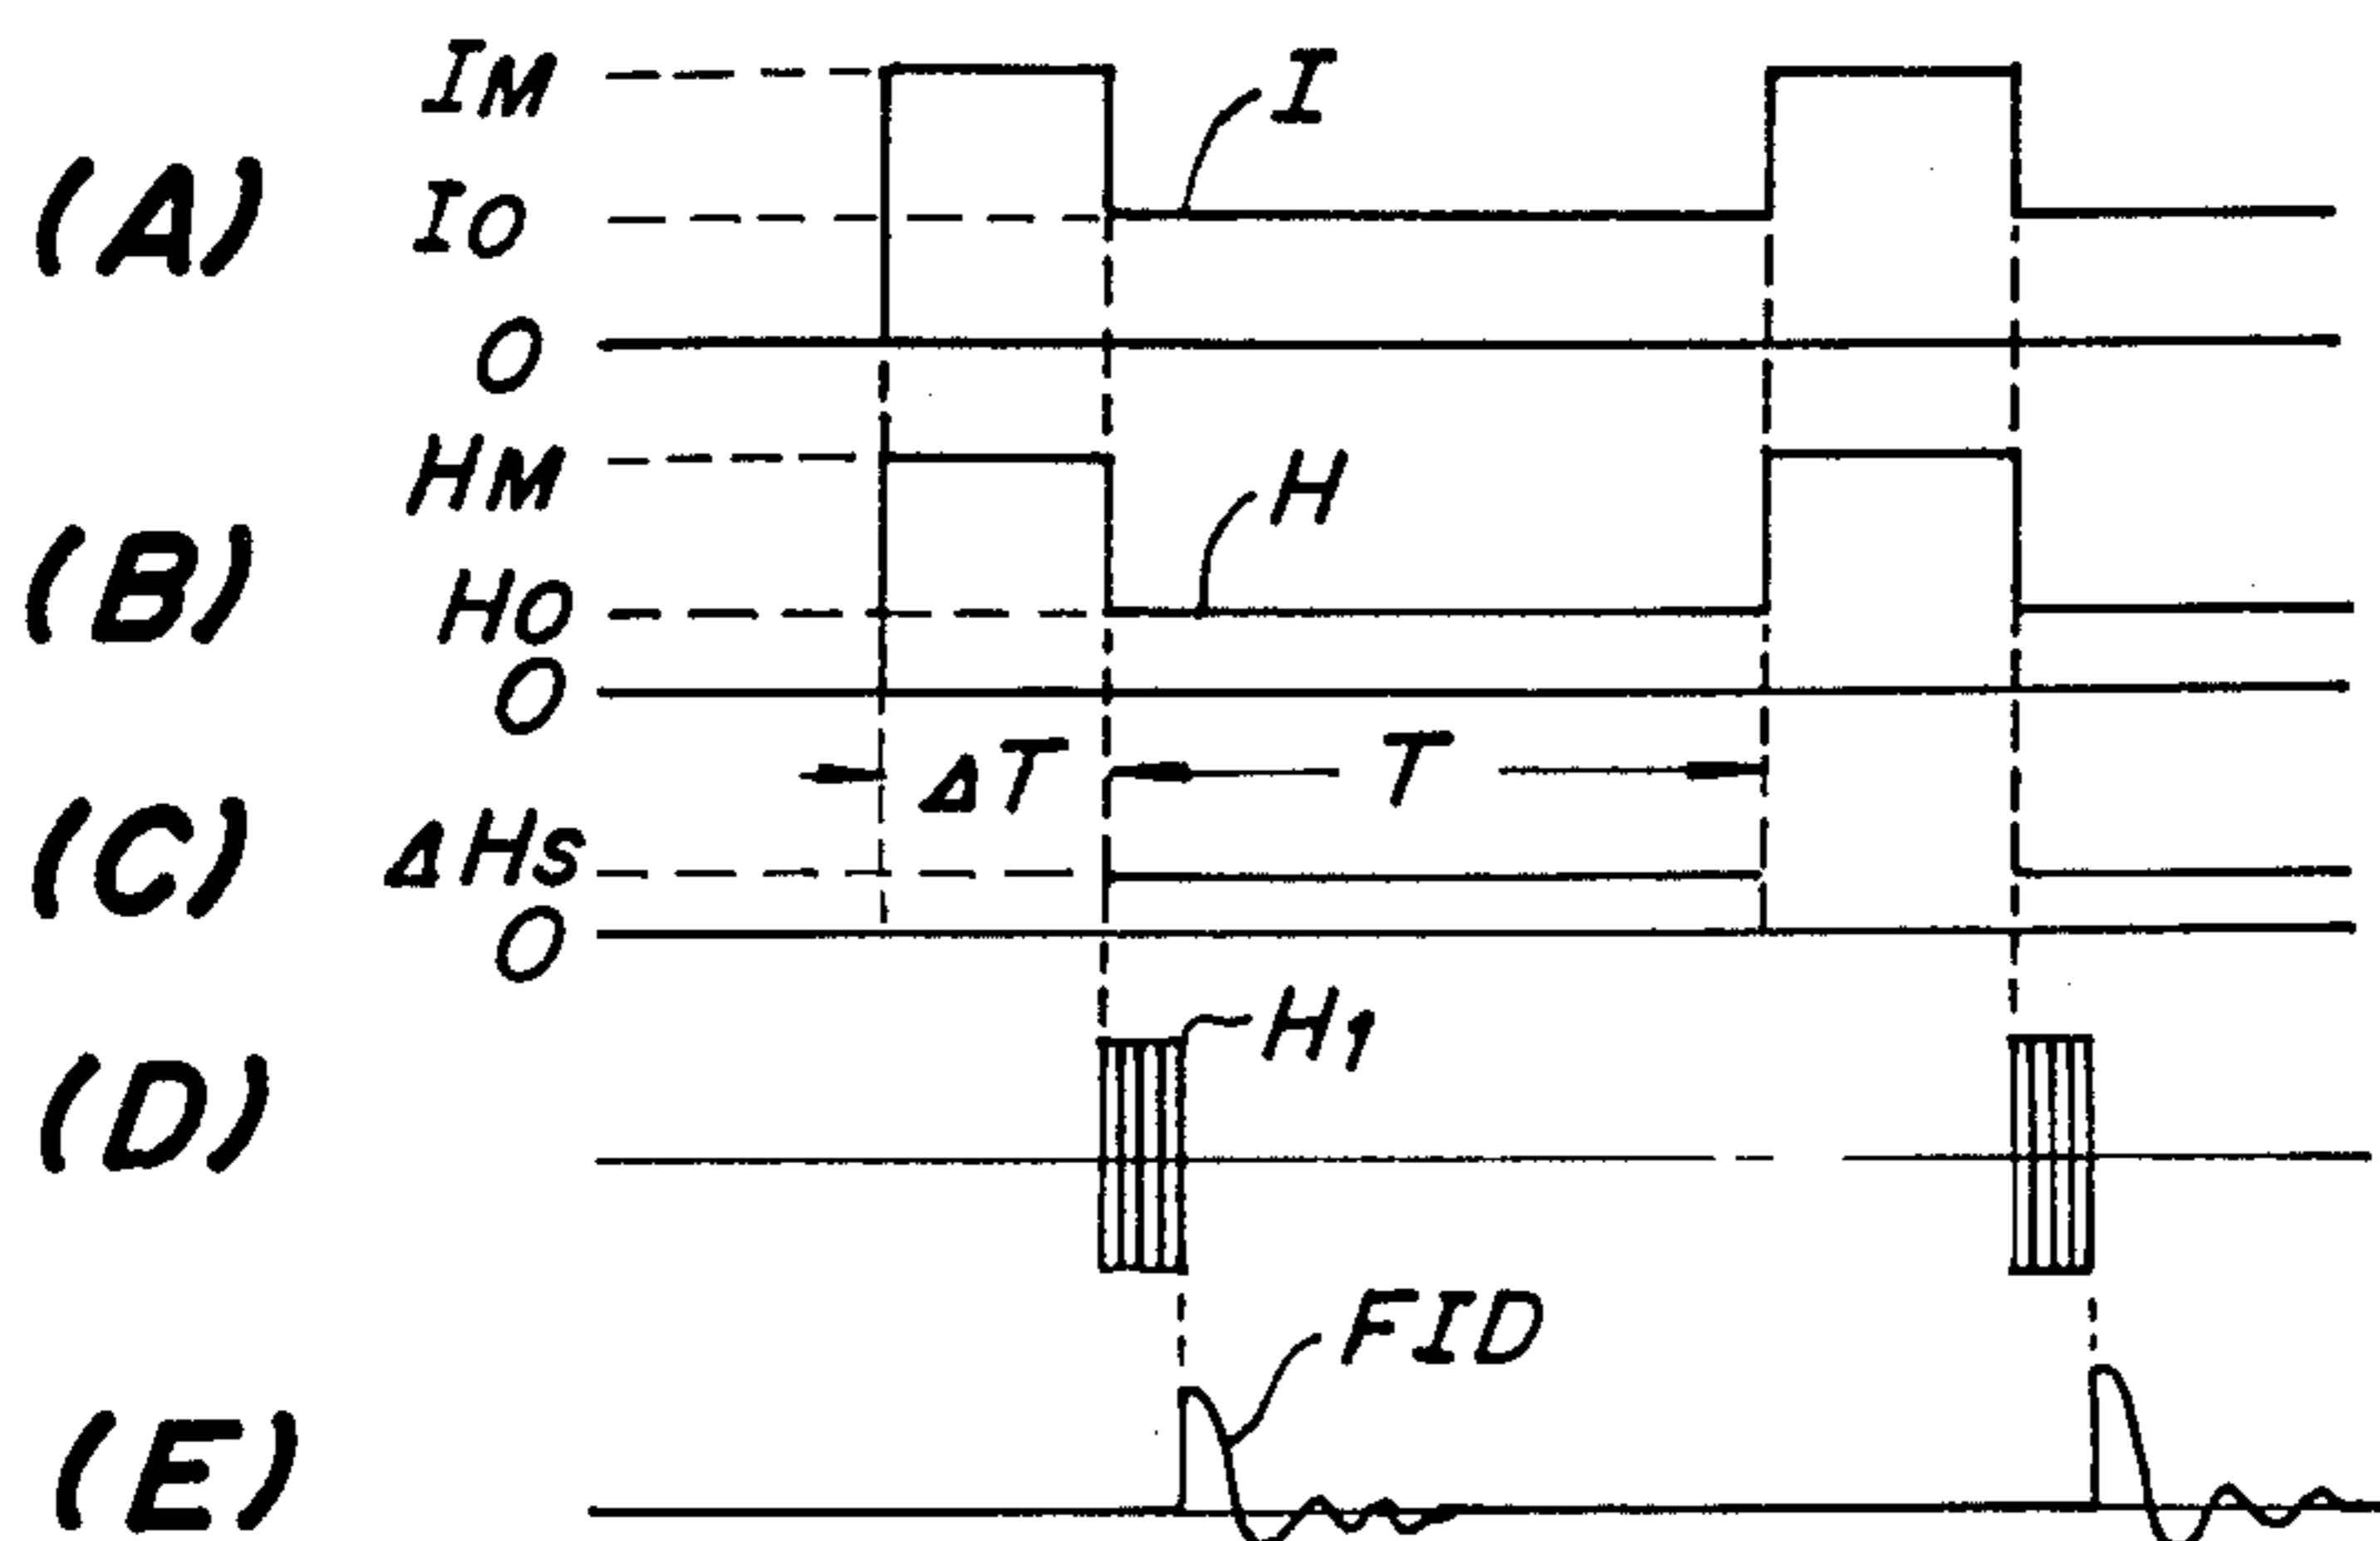 (A)
IM
I
IO
O
(B)
HM
H
HO
O
ΔT
T
(C)
ΔHS
O
(D)
H1
(E)
FID